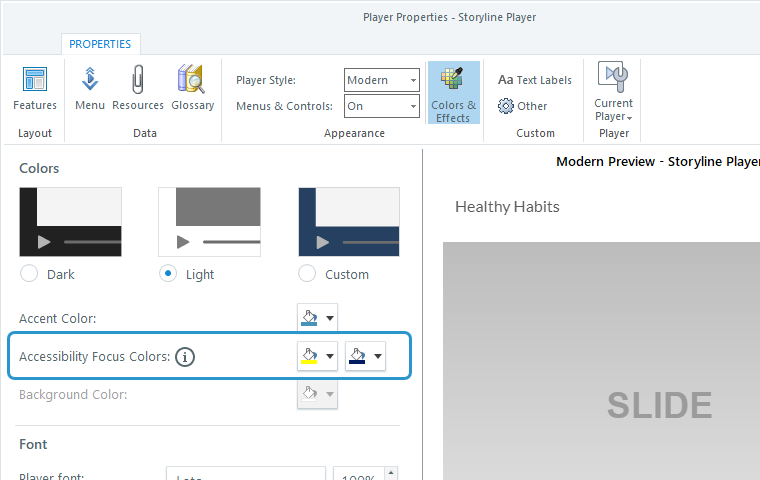 Player Properties - Storyline Player
PROPERTIES
Features
Menu
Resources
Glossary
Player Style: Modern
Menus & Controls: On
Colors &
Effects
Aa Text Labels
Other
Current
Player
Layout
Data
Appearance
Custom
Player
Colors
Modern Preview - Storyline Player
Healthy Habits
Dark
Light
Custom
Accent Color:
Accessibility Focus Colors:
Background Color:
SLIDE
Font
Player font: Lato 100%